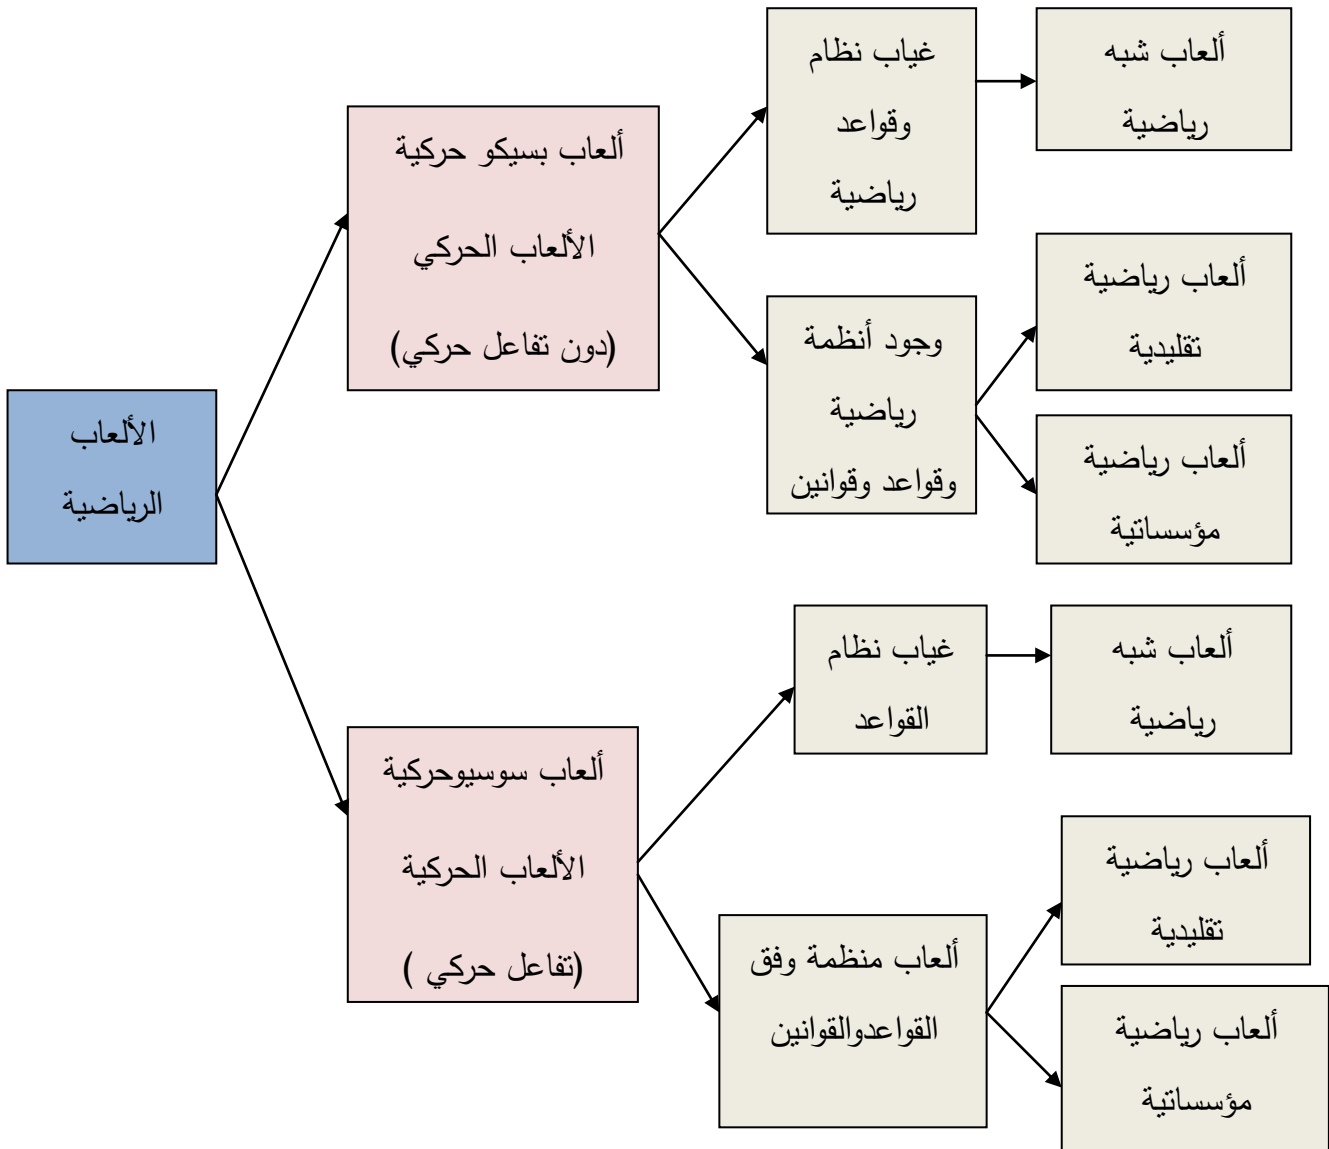 الألعاب
الرياضية
ألعاب بسيكو حركية
الألعاب الحركي
(دون تفاعل حركي)
غياب نظام
وقواعد
رياضية
ألعاب شبه
رياضية
وجود أنظمة
رياضية
وقواعد وقوانين
ألعاب رياضية
تقليدية
ألعاب رياضية
مؤسساتية
ألعاب سوسيوحركية
الألعاب الحركية
(تفاعل حركي )
غياب نظام
القواعد
ألعاب شبه
رياضية
ألعاب منظمة وفق
القواعدوالقوانين
ألعاب رياضية
تقليدية
ألعاب رياضية
مؤسساتية